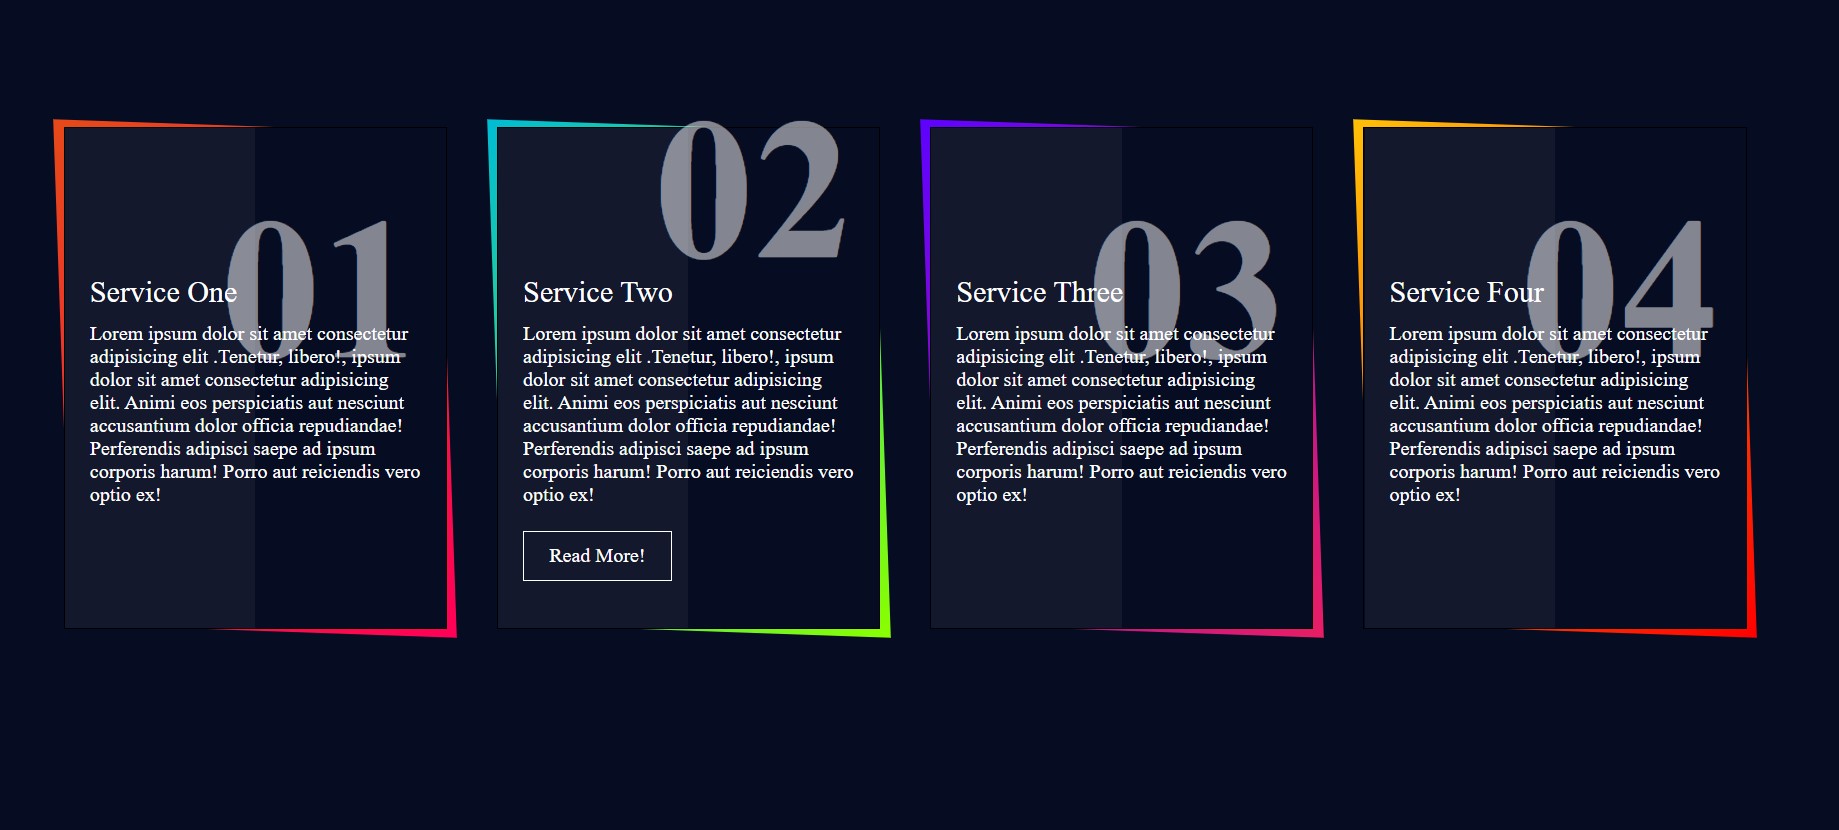 01
Service One
Lorem ipsum dolor sit amet consectetur
adipisicing elit .Tenetur, libero!, ipsum
dolor sit amet consectetur adipisicing
elit. Animi eos perspiciatis aut nesciunt
accusantium dolor officia repudiandae!
Perferendis adipisci saepe ad ipsum
corporis harum! Porro aut reiciendis vero
optio ex!
02
Service Two
Lorem ipsum dolor sit amet consectetur
adipisicing elit .Tenetur, libero!, ipsum
dolor sit amet consectetur adipisicing
elit. Animi eos perspiciatis aut nesciunt
accusantium dolor officia repudiandae!
Perferendis adipisci saepe ad ipsum
corporis harum! Porro aut reiciendis vero
optio ex!
Read More!
03
Service Three
Lorem ipsum dolor sit amet consectetur
adipisicing elit .Tenetur, libero!, ipsum
dolor sit amet consectetur adipisicing
elit. Animi eos perspiciatis aut nesciunt
accusantium dolor officia repudiandae!
Perferendis adipisci saepe ad ipsum
corporis harum! Porro aut reiciendis vero
optio ex!
04
Service Four
Lorem ipsum dolor sit amet consectetur
adipisicing elit .Tenetur, libero!, ipsum
dolor sit amet consectetur adipisicing
elit. Animi eos perspiciatis aut nesciunt
accusantium dolor officia repudiandae!
Perferendis adipisci saepe ad ipsum
corporis harum! Porro aut reiciendis vero
optio ex!